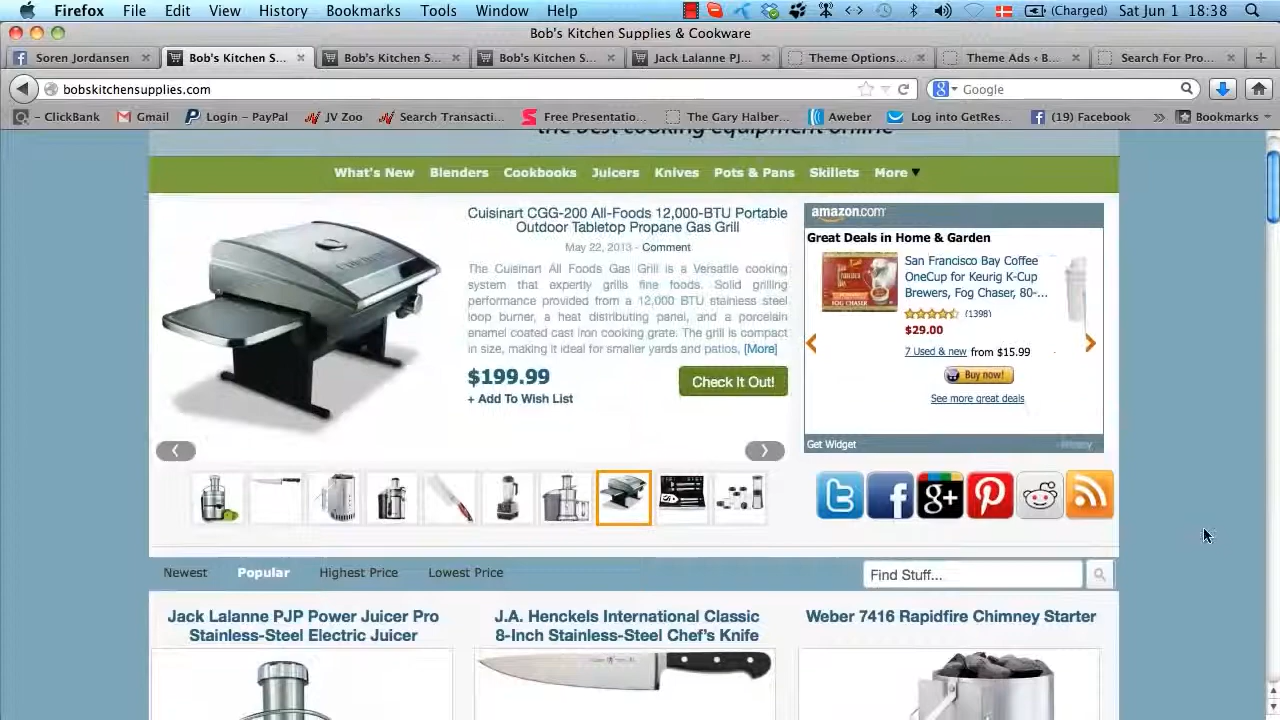 Firefox File Edit View History Bookmarks Tools Window Help (Charged) Sat Jun 1 18:38
Bob's Kitchen Supplies & Cookware
Soren Jordansen Bob's Kitchen S... Bob's Kitchen S... Bob's Kitchen S... Jack Lalanne PJ... Theme Options... Theme Ads ‹ B... Search For Pro...
bobskitchensupplies.com Google
– ClickBank Gmail Login – PayPal JV Zoo Search Transacti... Free Presentatio... The Gary Halber... Aweber Log into GetRes... (19) Facebook » Bookmarks
the best cooking equipment online
What's New Blenders Cookbooks Juicers Knives Pots & Pans Skillets More
Cuisinart CGG-200 All-Foods 12,000-BTU Portable
Outdoor Tabletop Propane Gas Grill
May 22, 2013 - Comment
The Cuisinart All Foods Gas Grill is a Versatile cooking
system that expertly grills fine foods. Solid grilling
performance provided from a 12,000 BTU stainless steel
loop burner, a heat distributing panel, and a porcelain
enamel coated cast iron cooking grate. The grill is compact
in size, making it ideal for smaller yards and patios, [More]
$199.99
Check It Out!
+ Add To Wish List
amazon.com
Great Deals in Home & Garden
San Francisco Bay Coffee
OneCup for Keurig K-Cup
Brewers, Fog Chaser, 80-...
(1398)
$29.00
7 Used & new from $15.99
Buy now!
See more great deals
Get Widget
Newest Popular Highest Price Lowest Price
Find Stuff...
Jack Lalanne PJP Power Juicer Pro
Stainless-Steel Electric Juicer
J.A. Henckels International Classic
8-Inch Stainless-Steel Chef's Knife
Weber 7416 Rapidfire Chimney Starter